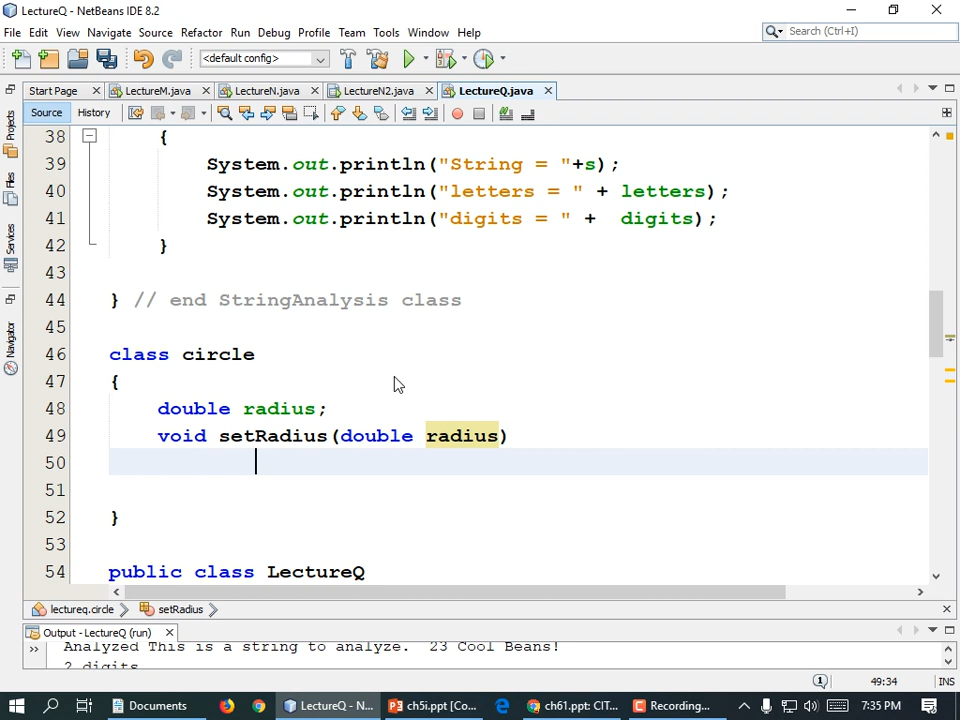 LectureQ - NetBeans IDE 8.2
File Edit View Navigate Source Refactor Run Debug Profile Team Tools Window Help
Search (Ctrl+I)
<default config>
Start Page LectureM.java LectureN.java LectureN2.java LectureQ.java
Source History
Projects
Files
Services
Navigator
38 {
39 System.out.println("String = "+s);
40 System.out.println("letters = " + letters);
41 System.out.println("digits = " +  digits);
42 }
43
44 } // end StringAnalysis class
45
46 class circle
47 {
48 double radius;
49 void setRadius(double radius)
50
51
52 }
53
54 public class LectureQ
lectureq.circle setRadius
Output - LectureQ (run)
Analyzed This is a string to analyze.  23 Cool Beans!
2 digits
1 49:34 INS
Documents LectureQ - N... ch5i.ppt [Co... ch61.ppt: CIT... Recording... 7:35 PM